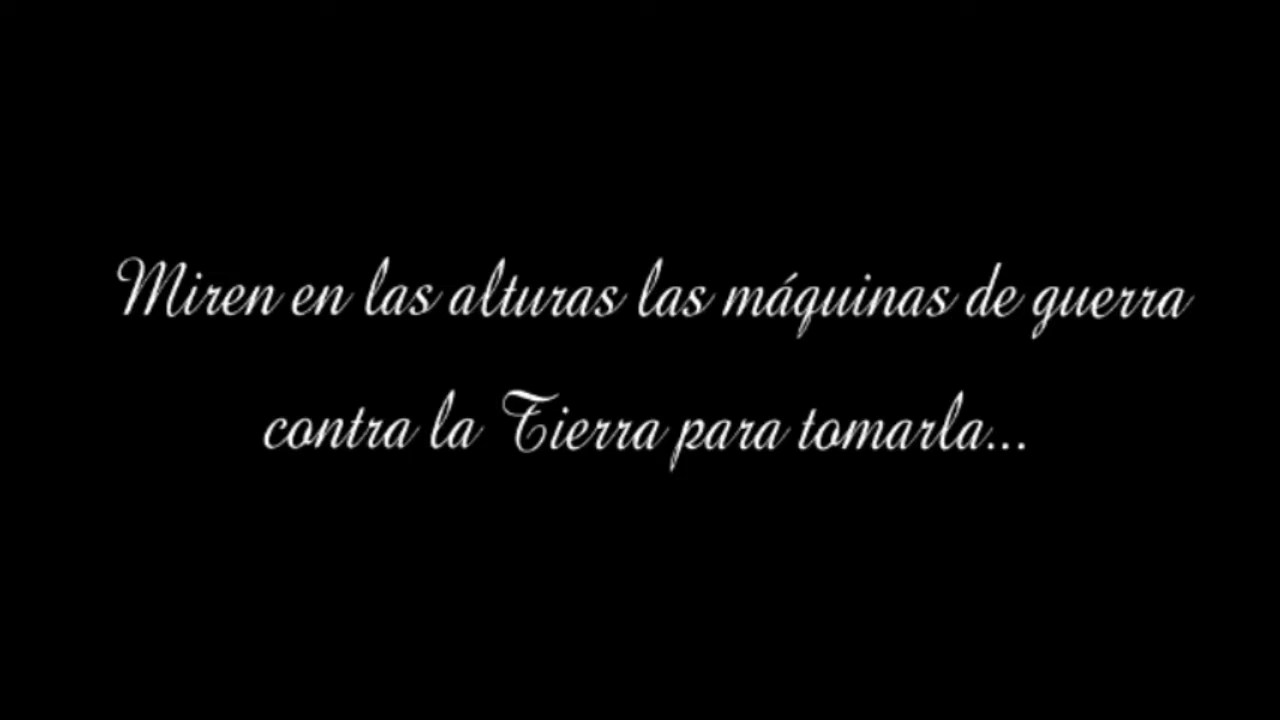 Miren en las alturas las máquinas de guerra
contra la Tierra para tomarla...